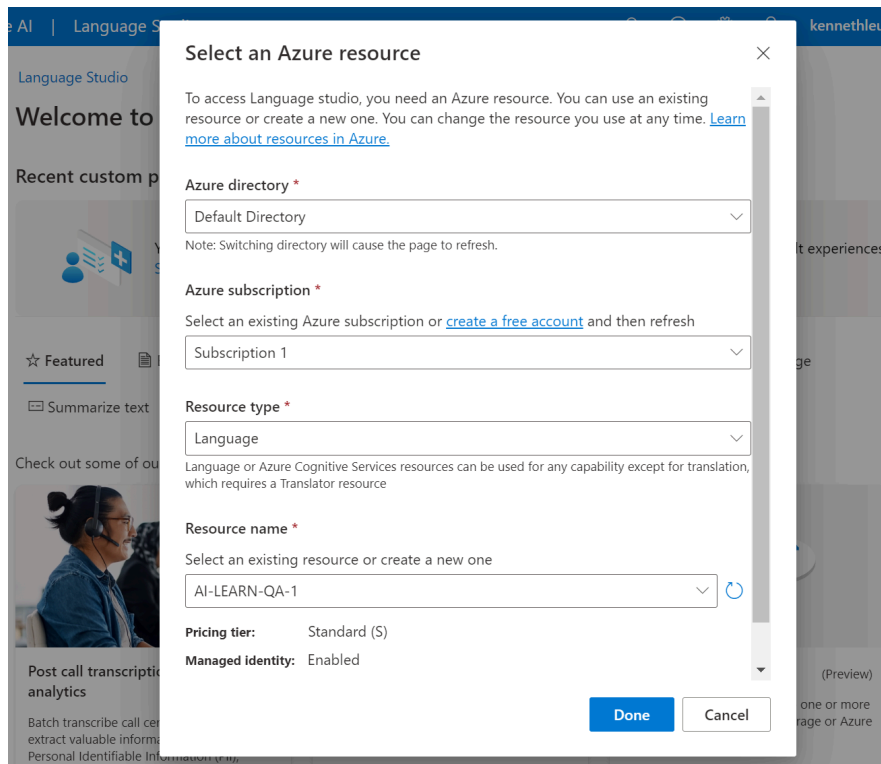 AI | Language
kennethleu
Language Studio
Welcome to
Recent custom
Select an Azure resource
To access Language studio, you need an Azure resource. You can use an existing
resource or create a new one. You can change the resource you use at any time. Learn
more about resources in Azure.
Azure directory *
Default Directory
Note: Switching directory will cause the page to refresh.
lt experiences
Azure subscription *
Select an existing Azure subscription or create a free account and then refresh
Subscription 1
Featured
ge
Summarize text
Resource type *
Language
Language or Azure Cognitive Services resources can be used for any capability except for translation,
which requires a Translator resource
Check out some of ou
Resource name *
Select an existing resource or create a new one
AI-LEARN-QA-1
Pricing tier: Standard (S)
Managed identity: Enabled
Post call transcriptio
analytics
(Preview)
Done
Cancel
Batch transcribe call cer
extract valuable informa
Personal Identifiable Information (PII),
one or more
rage or Azure